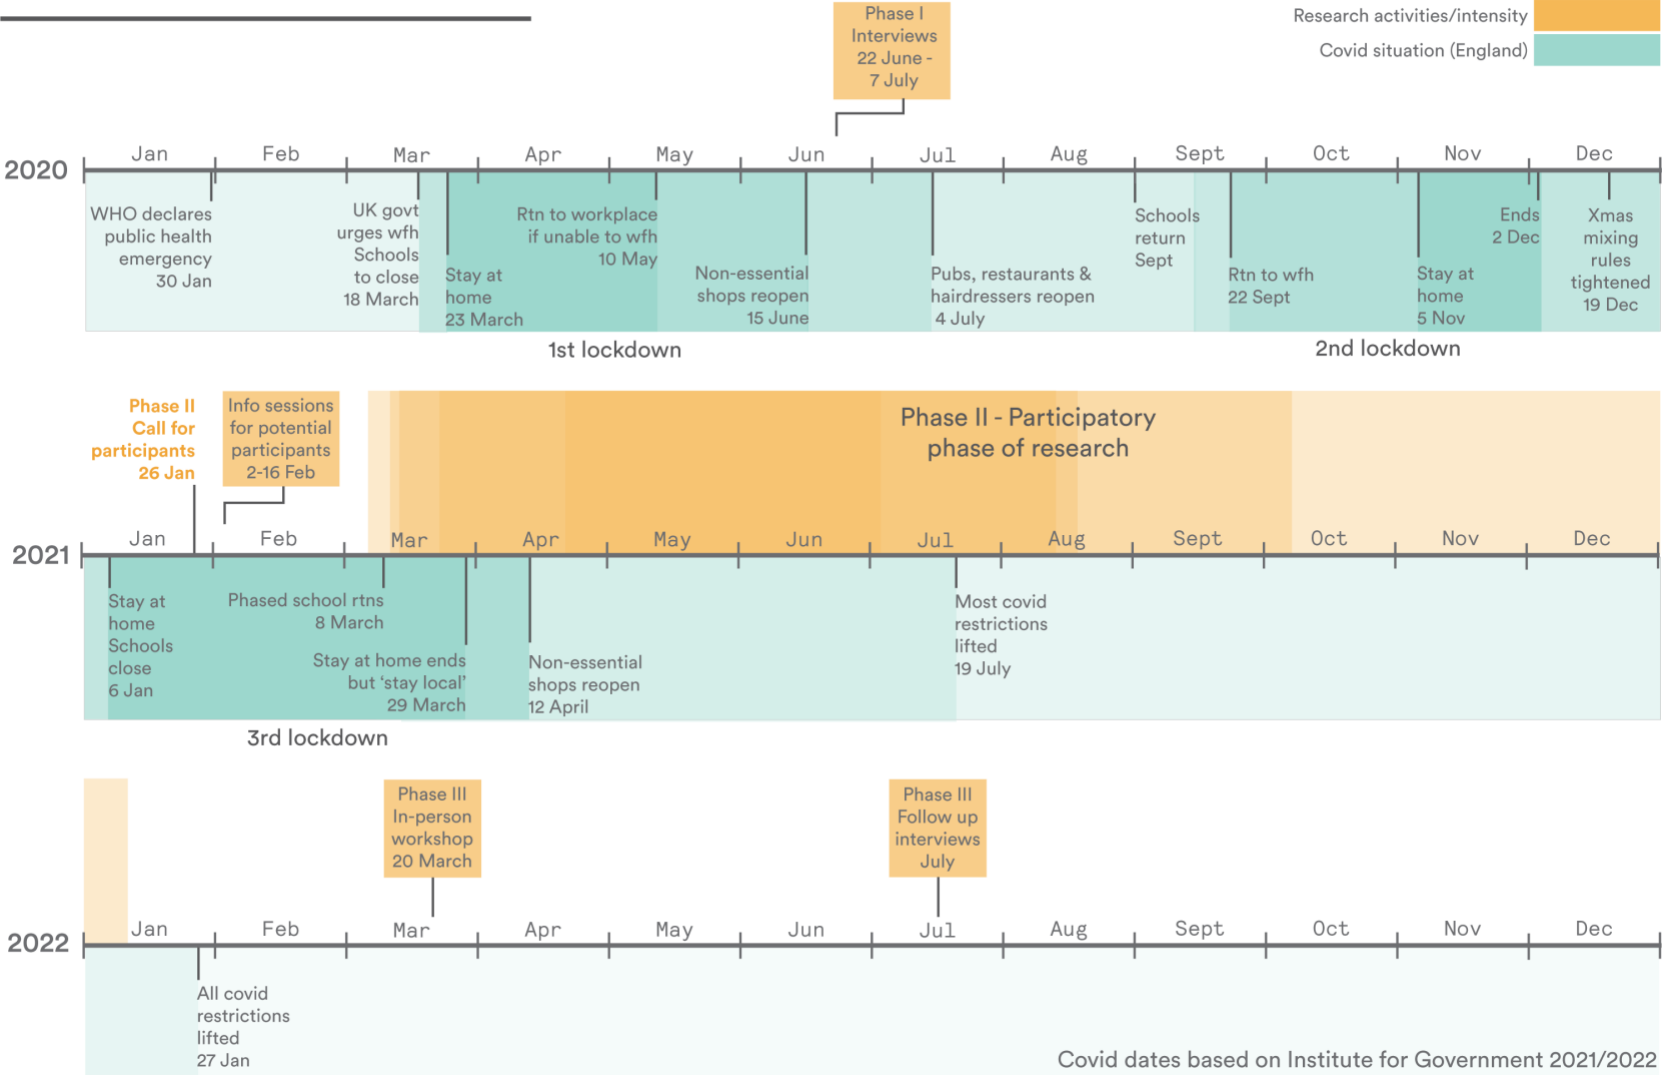 Research activities/intensity
Covid situation (England)
Phase I
Interviews
22 June -
7 July
2020
Jan
Feb
Mar
Apr
May
Jun
Jul
Aug
Sept
Oct
Nov
Dec
WHO declares
public health
emergency
30 Jan
UK govt
urges wfh
Schools
to close
18 March
Stay at
home
23 March
Rtn to workplace
if unable to wfh
10 May
Non-essential
shops reopen
15 June
Pubs, restaurants &
hairdressers reopen
4 July
Schools
return
Sept
Rtn to wfh
22 Sept
Stay at
home
5 Nov
Ends
2 Dec
Xmas
mixing
rules
tightened
19 Dec
1st lockdown
2nd lockdown
Phase II
Call for
participants
26 Jan
Info sessions
for potential
participants
2-16 Feb
Phase II - Participatory
phase of research
2021
Jan
Feb
Mar
Apr
May
Jun
Jul
Aug
Sept
Oct
Nov
Dec
Stay at
home
Schools
close
6 Jan
Phased school rtns
8 March
Stay at home ends
but ‘stay local’
29 March
Non-essential
shops reopen
12 April
Most covid
restrictions
lifted
19 July
3rd lockdown
Phase III
In-person
workshop
20 March
Phase III
Follow up
interviews
July
2022
Jan
Feb
Mar
Apr
May
Jun
Jul
Aug
Sept
Oct
Nov
Dec
All covid
restrictions
lifted
27 Jan
Covid dates based on Institute for Government 2021/2022